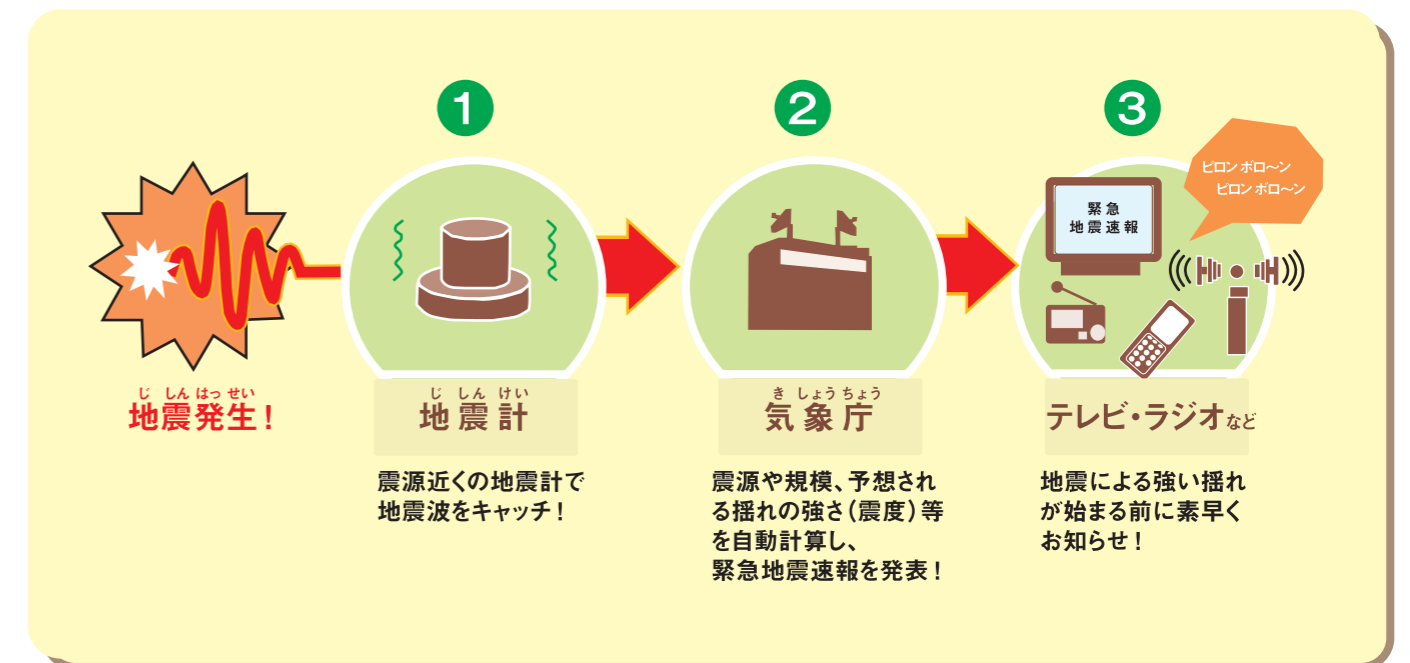 1
2
3
ピロン ポロ～ン
ピロン ポロ～ン
緊急
地震速報
じしんはっせい
地震発生！
じしんけい
地震計
きしょうちょう
気象庁
テレビ・ラジオなど
震源近くの地震計で
地震波をキャッチ！
震源や規模、予想され
る揺れの強さ（震度）等
を自動計算し、
緊急地震速報を発表！
地震による強い揺れ
が始まる前に素早く
お知らせ！